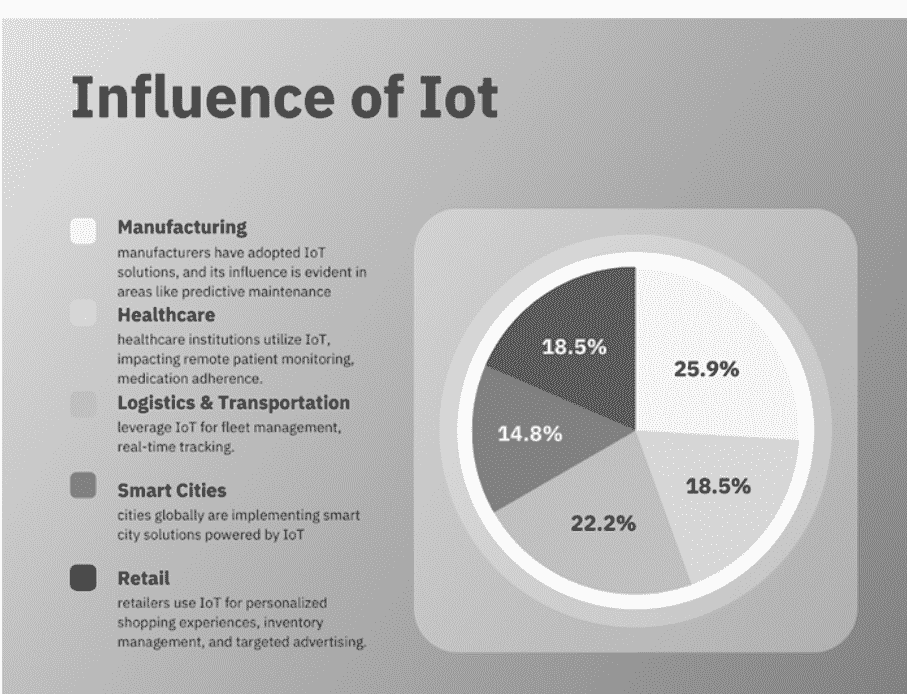 Influence of Iot
Manufacturing
manufacturers have adopted IoT
solutions, and its influence is evident in
areas like predictive maintenance
Healthcare
healthcare institutions utilize IoT,
impacting remote patient monitoring,
medication adherence.
Logistics & Transportation
leverage IoT for fleet management,
real-time tracking.
Smart Cities
cities globally are implementing smart
city solutions powered by IoT
Retail
retailers use IoT for personalized
shopping experiences, inventory
management, and targeted advertising.
18.5%
25.9%
14.8%
18.5%
22.2%